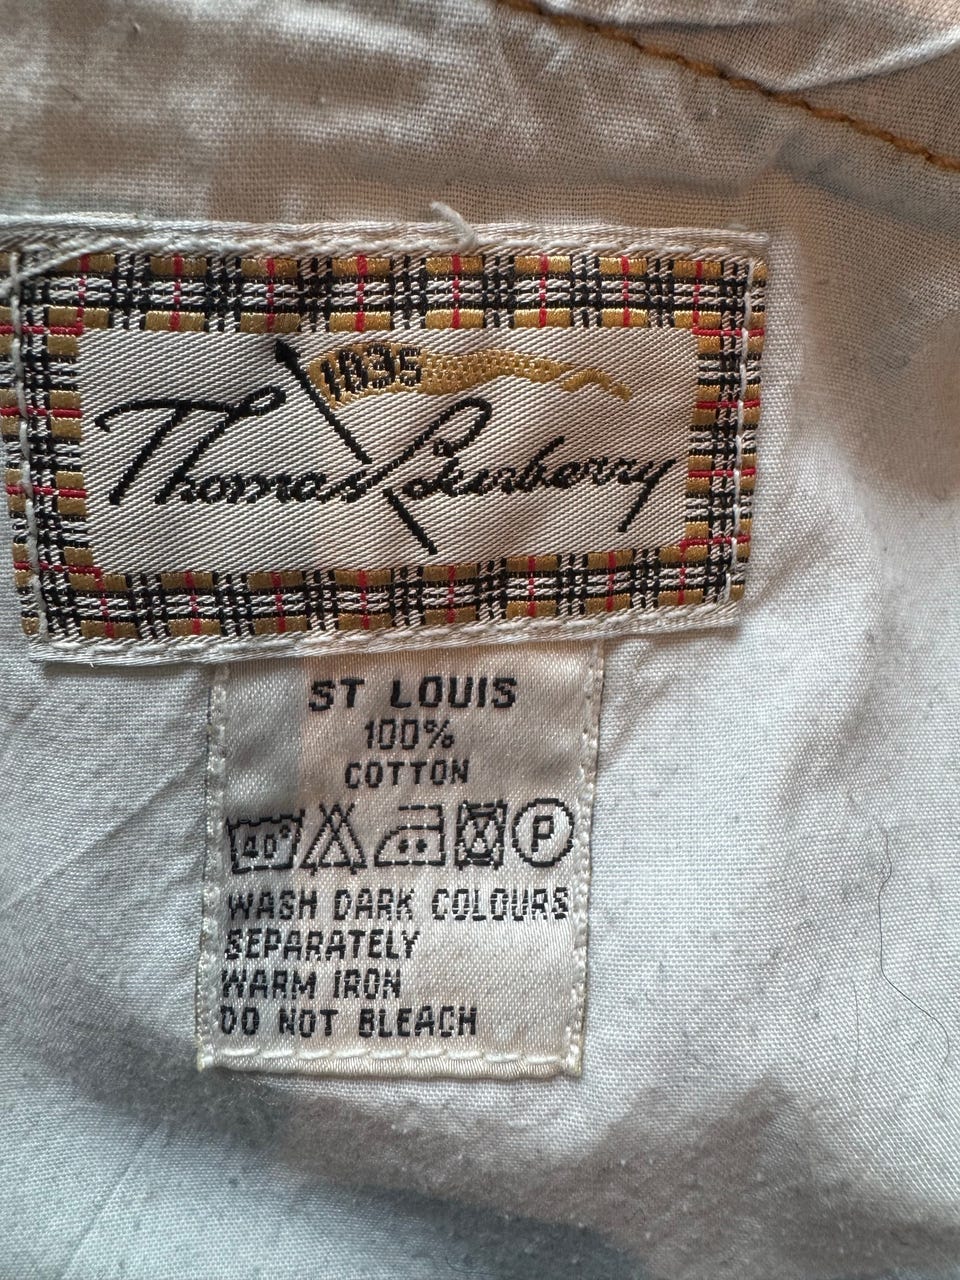 1835
Thomas Burberry
ST LOUIS
100%
COTTON
40° P
WASH DARK COLOURS
SEPARATELY
WARM IRON
DO NOT BLEACH